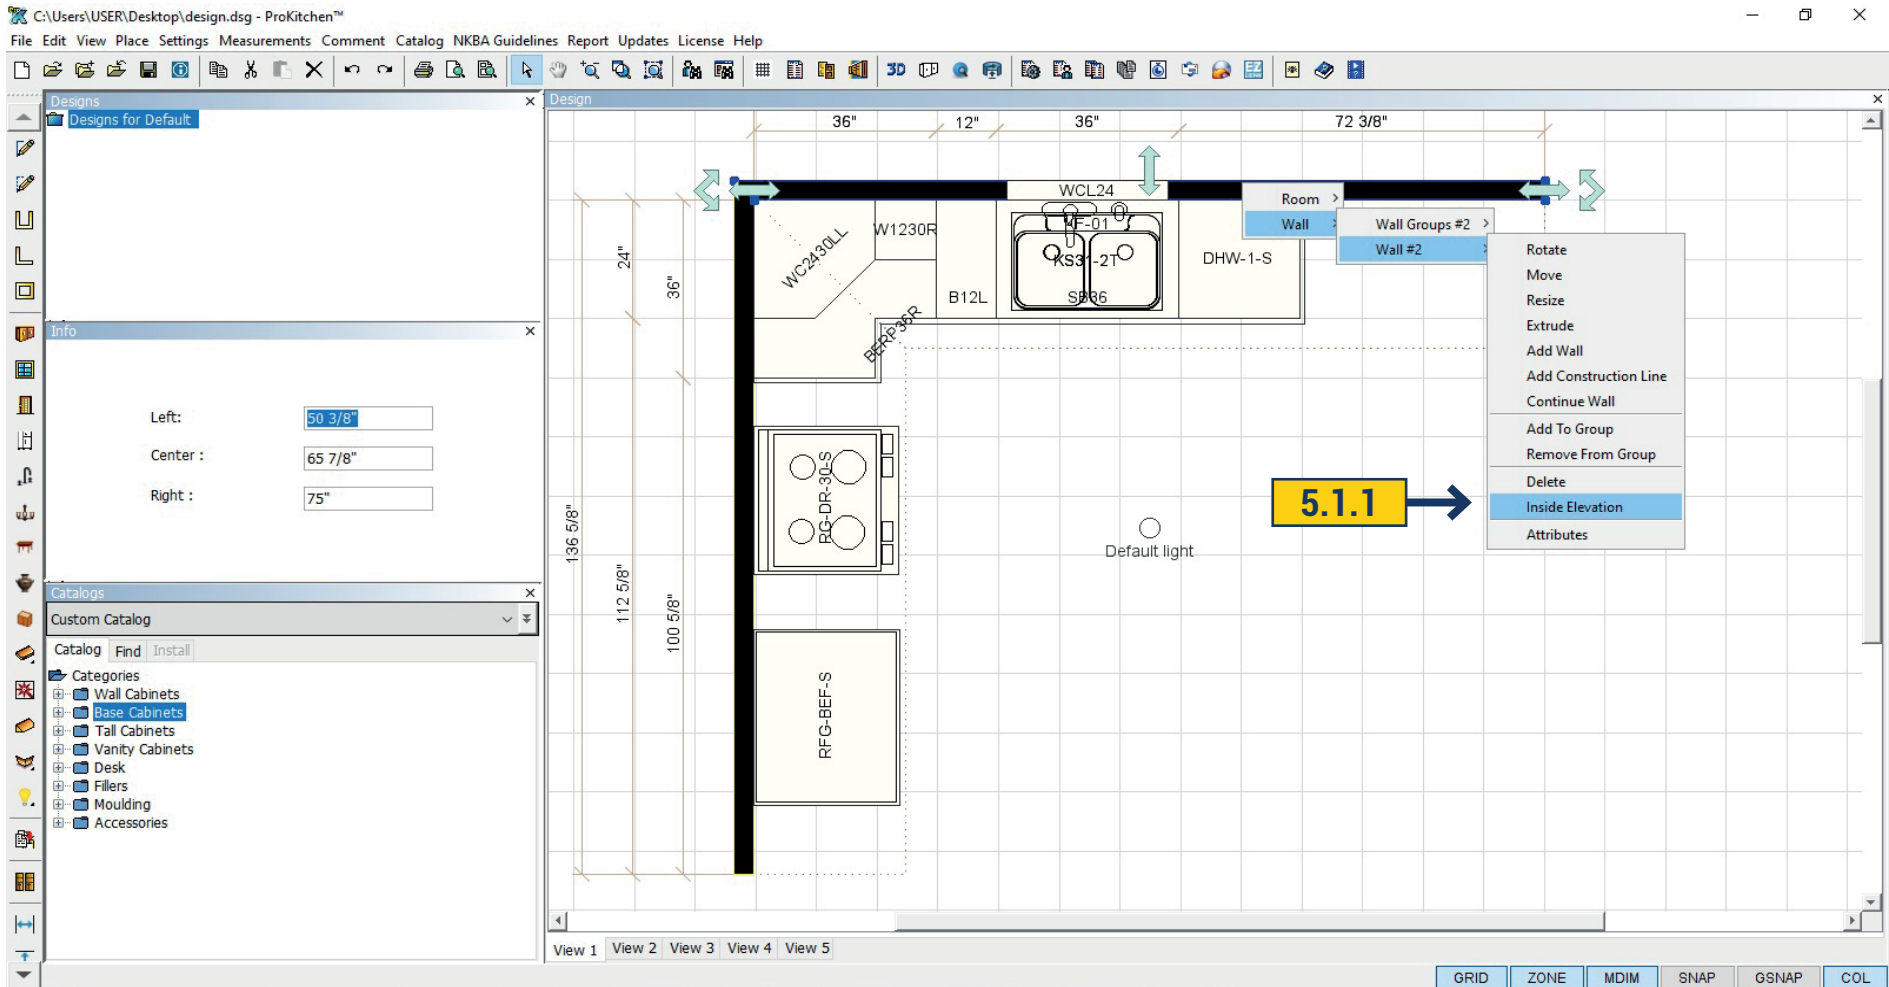 C:\Users\USER\Desktop\design.dsg - ProKitchen™
File Edit View Place Settings Measurements Comment Catalog NKBA Guidelines Report Updates License Help
3D
EZ
Designs
Designs for Default
Info
Left: 50 3/8"
Center : 65 7/8"
Right : 75"
Catalogs
Custom Catalog
Catalog Find Install
Categories
Wall Cabinets
Base Cabinets
Tall Cabinets
Vanity Cabinets
Desk
Fillers
Moulding
Accessories
Design
36" 12" 36" 72 3/8"
WCL24
WC2430LL
W1230R
KF-01
KS31-2T
DHW-1-S
B12L
SB36
BERP36R
24"
36"
RG-DR-30-S
136 5/8"
112 5/8"
100 5/8"
RFG-BEF-S
Default light
Room
Wall
Wall Groups #2
Wall #2
Rotate
Move
Resize
Extrude
Add Wall
Add Construction Line
Continue Wall
Add To Group
Remove From Group
Delete
Inside Elevation
Attributes
5.1.1
View 1 View 2 View 3 View 4 View 5
GRID ZONE MDIM SNAP GSNAP COL